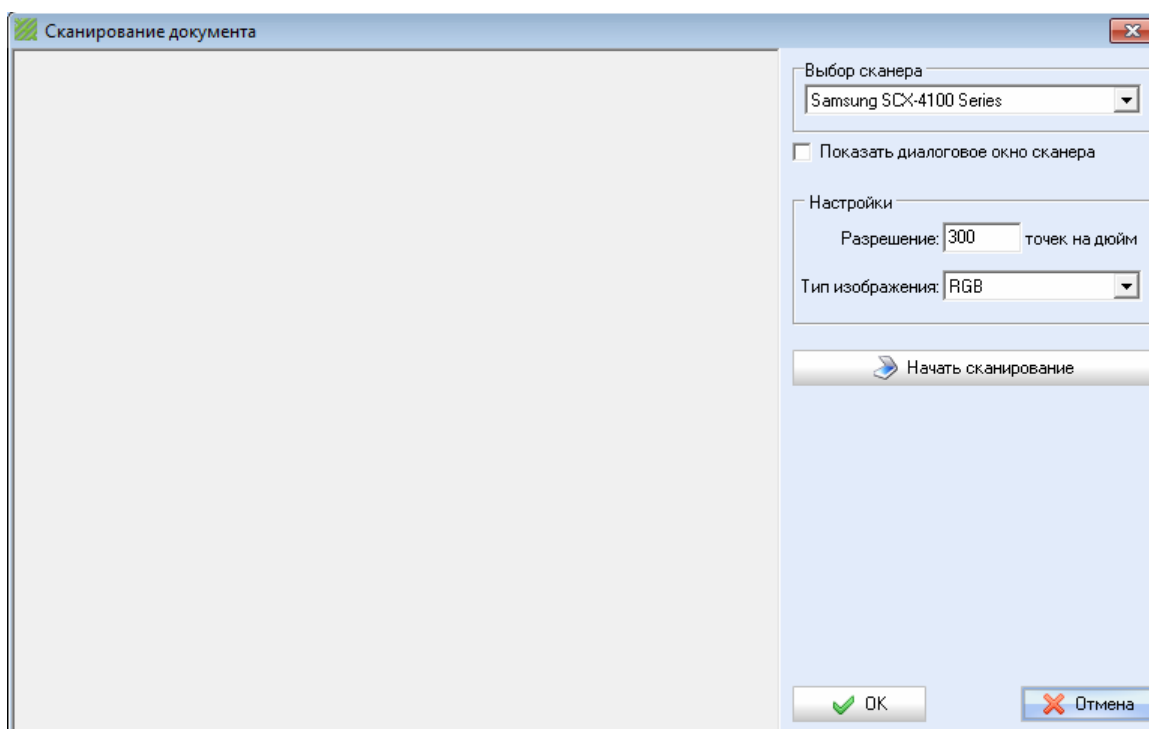 Сканирование документа
Выбор сканера
Samsung SCX-4100 Series
Показать диалоговое окно сканера
Настройки
Разрешение: 300 точек на дюйм
Тип изображения: RGB
Начать сканирование
OK Отмена